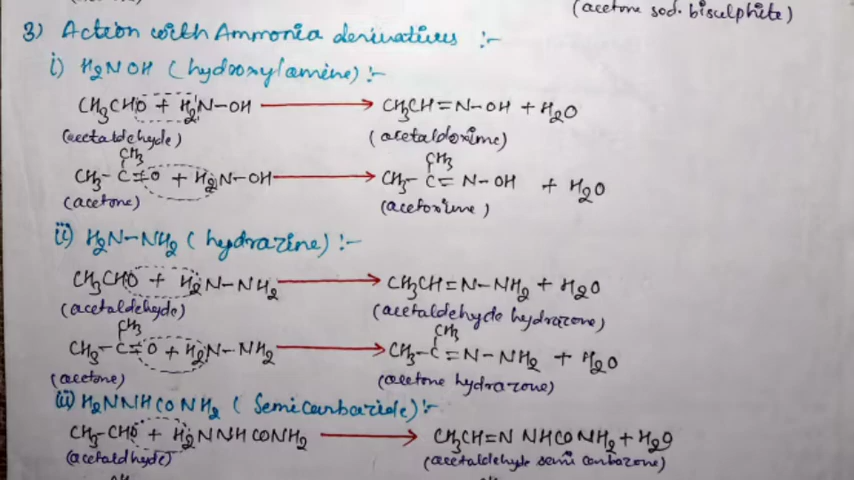 (acetone sod. bisulphite)
3) Action with Ammonia derivatives :-
i) H2NOH (hydroxylamine) :-
CH3CHO + H2N-OH ⟶ CH3CH=N-OH + H2O
(acetaldehyde) (acetaldoxime)
CH3 CH3
CH3-C=O + H2N-OH ⟶ CH3-C=N-OH + H2O
(acetone) (acetoxime)
ii) H2N-NH2 (hydrazine) :-
CH3CHO + H2N-NH2 ⟶ CH3CH=N-NH2 + H2O
(acetaldehyde) (acetaldehyde hydrazone)
CH3 CH3
CH3-C=O + H2N-NH2 ⟶ CH3-C=N-NH2 + H2O
(acetone) (acetone hydrazone)
iii) H2NNHCONH2 (Semicarbazide) :-
CH3-CHO + H2NNHCONH2 ⟶ CH3CH=N NHCONH2 + H2O
(acetaldhyde) (acetaldehyde semi carbazone)